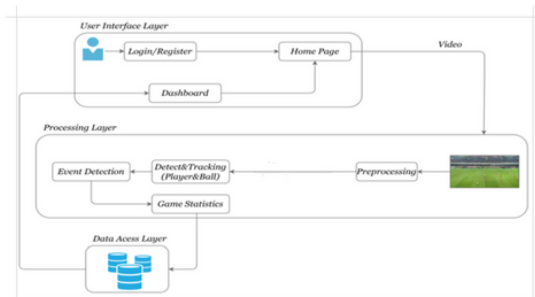 User Interface Layer
Login/Register
Home Page
Video
Dashboard
Processing Layer
Event Detection
Detect&Tracking
(Player&Ball)
Preprocessing
Game Statistics
Data Acess Layer